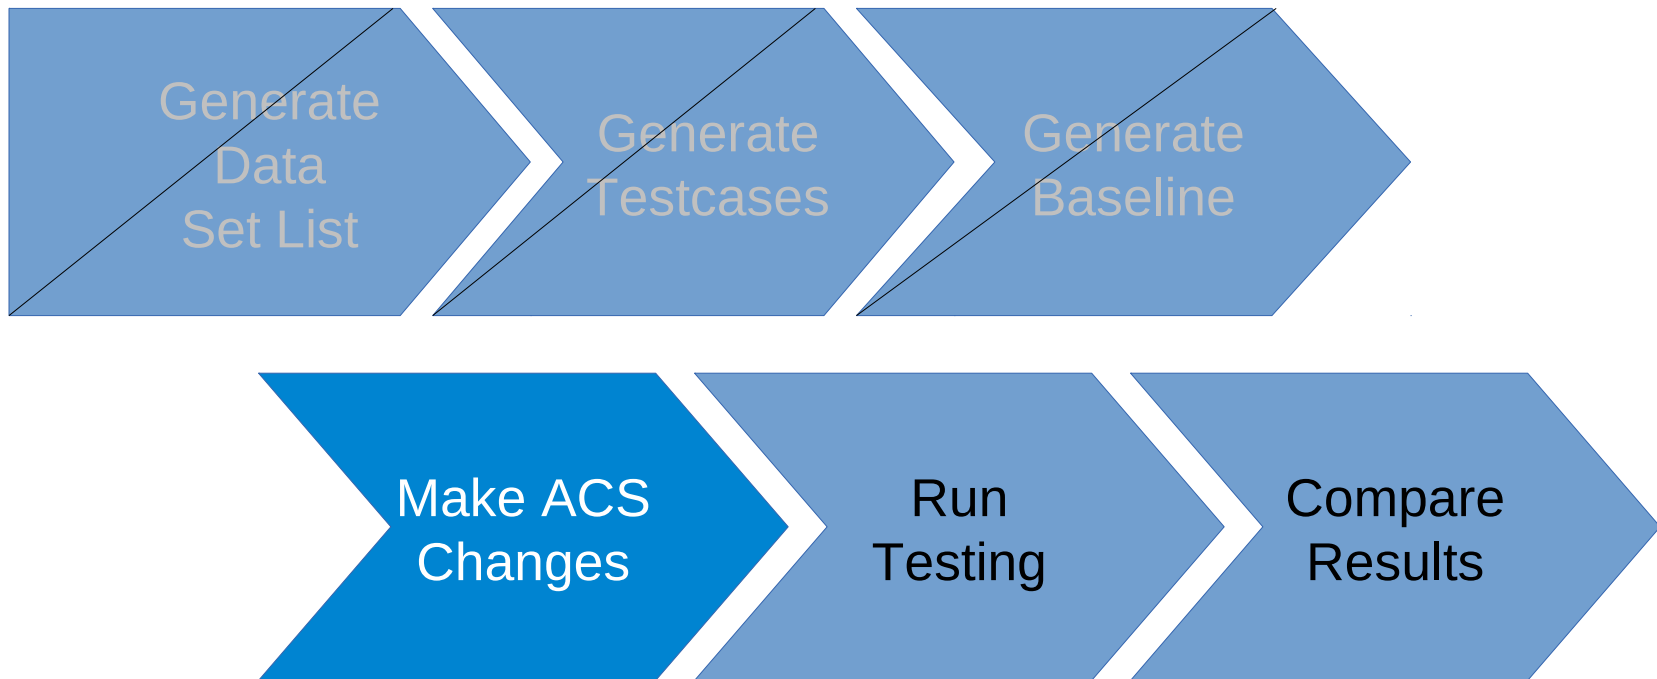 Generate
Data
Set List
Generate
Testcases
Generate
Baseline
Make ACS
Changes
Run
Testing
Compare
Results